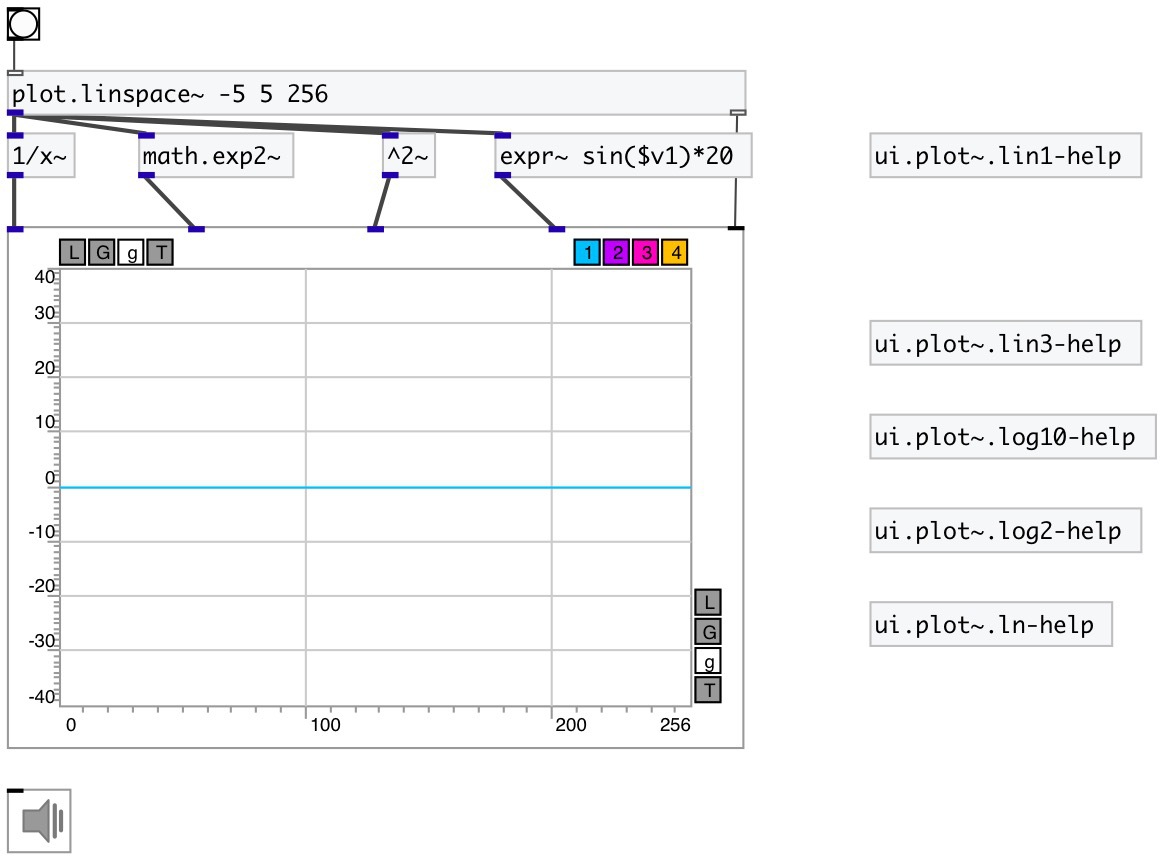 plot.linspace~ -5 5 256
1/x~ math.exp2~ ^2~ expr~ sin($v1)*20
ui.plot~.lin1-help
L G g T 1 2 3 4
40
30
20
10
0
-10
-20
-30
-40
L
G
g
T
0 100 200 256
ui.plot~.lin3-help
ui.plot~.log10-help
ui.plot~.log2-help
ui.plot~.ln-help